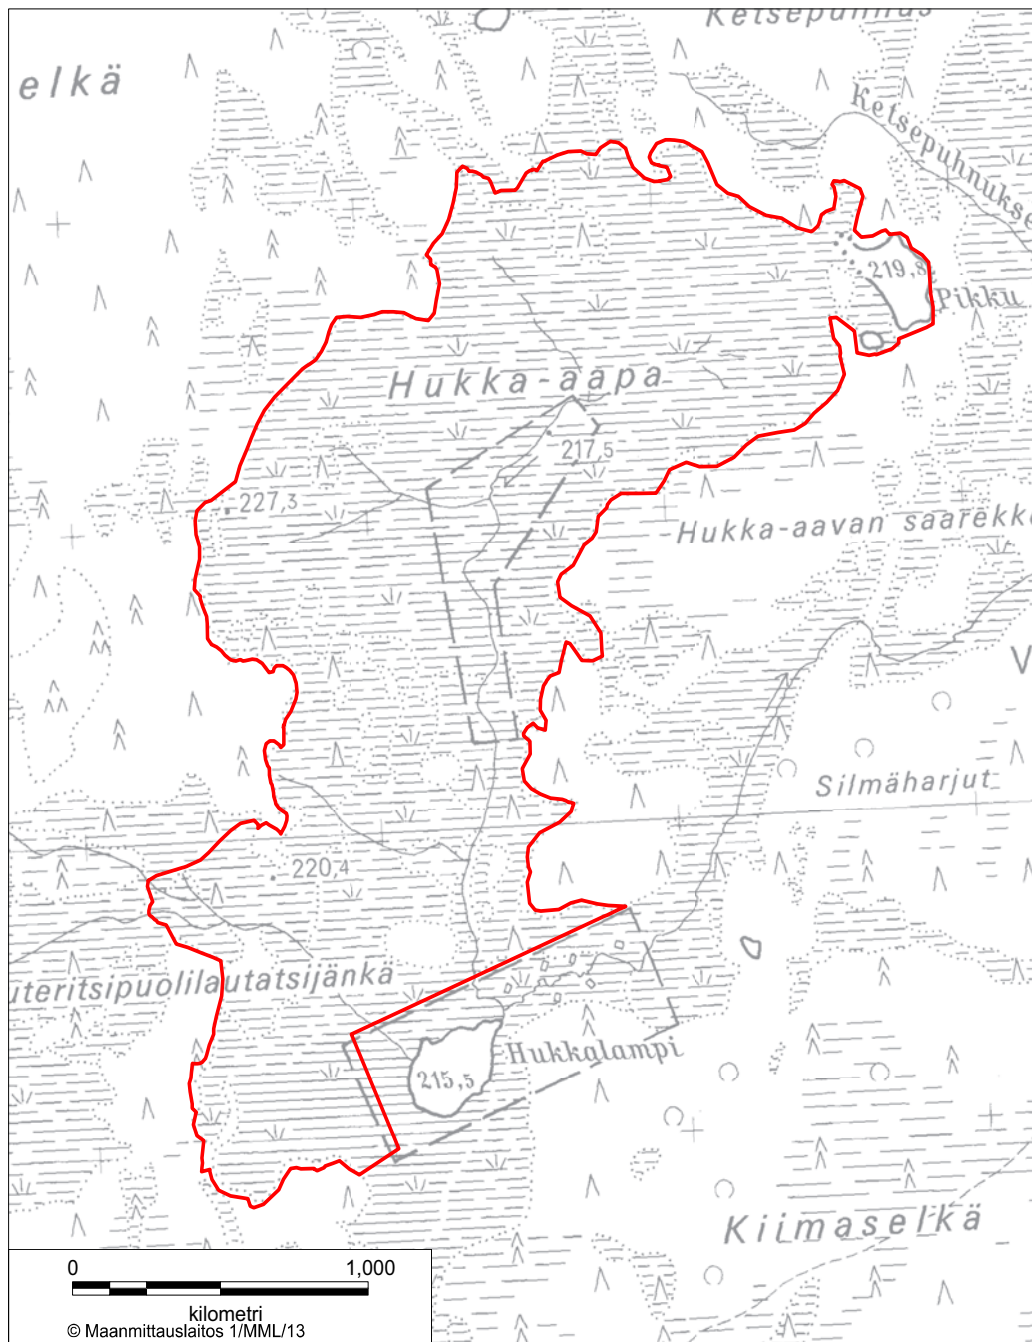 Ketsepuhnus
elkä
Ketsepuhnukse
219,8
Pikku
Hukka-aapa
217,5
227,3
Hukka-aavan saarekk
V
Silmäharjut
220,4
uteritsipuolilautatsijänkä
Hukkalampi
215,5
Kiimaselkä
0 1,000
kilometri
© Maanmittauslaitos 1/MML/13